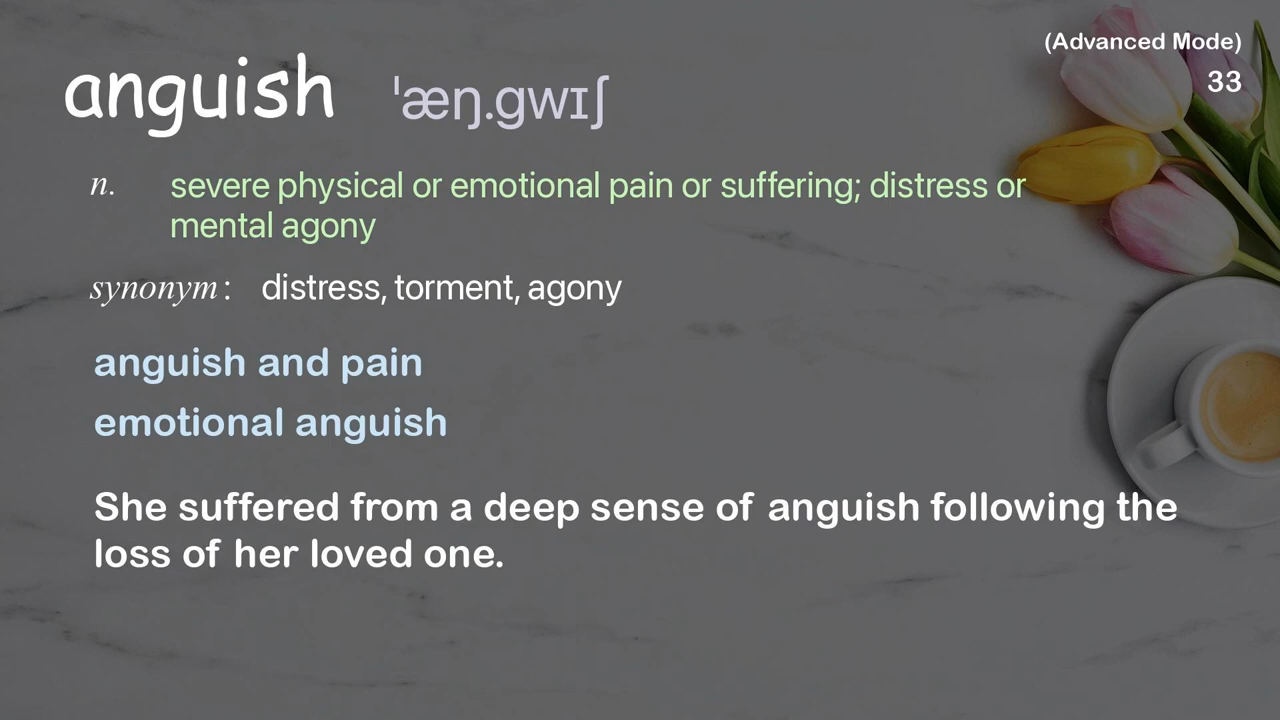 (Advanced Mode)
33
anguish ˈæŋ.gwɪʃ
n. severe physical or emotional pain or suffering; distress or
mental agony
synonym: distress, torment, agony
anguish and pain
emotional anguish
She suffered from a deep sense of anguish following the
loss of her loved one.